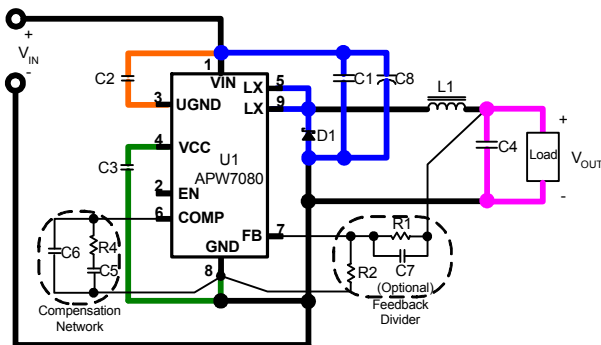 +
V IN
-
C2
1
VIN
3
UGND
LX
5
LX
9
C1
C8
L1
D1
C3
4
VCC
U1
APW7080
2
EN
6
COMP
FB
7
GND
8
C4
Load
+
V OUT
-
C6
R4
C5
R1
R2
C7
(Optional)
Compensation
Network
Feedback
Divider